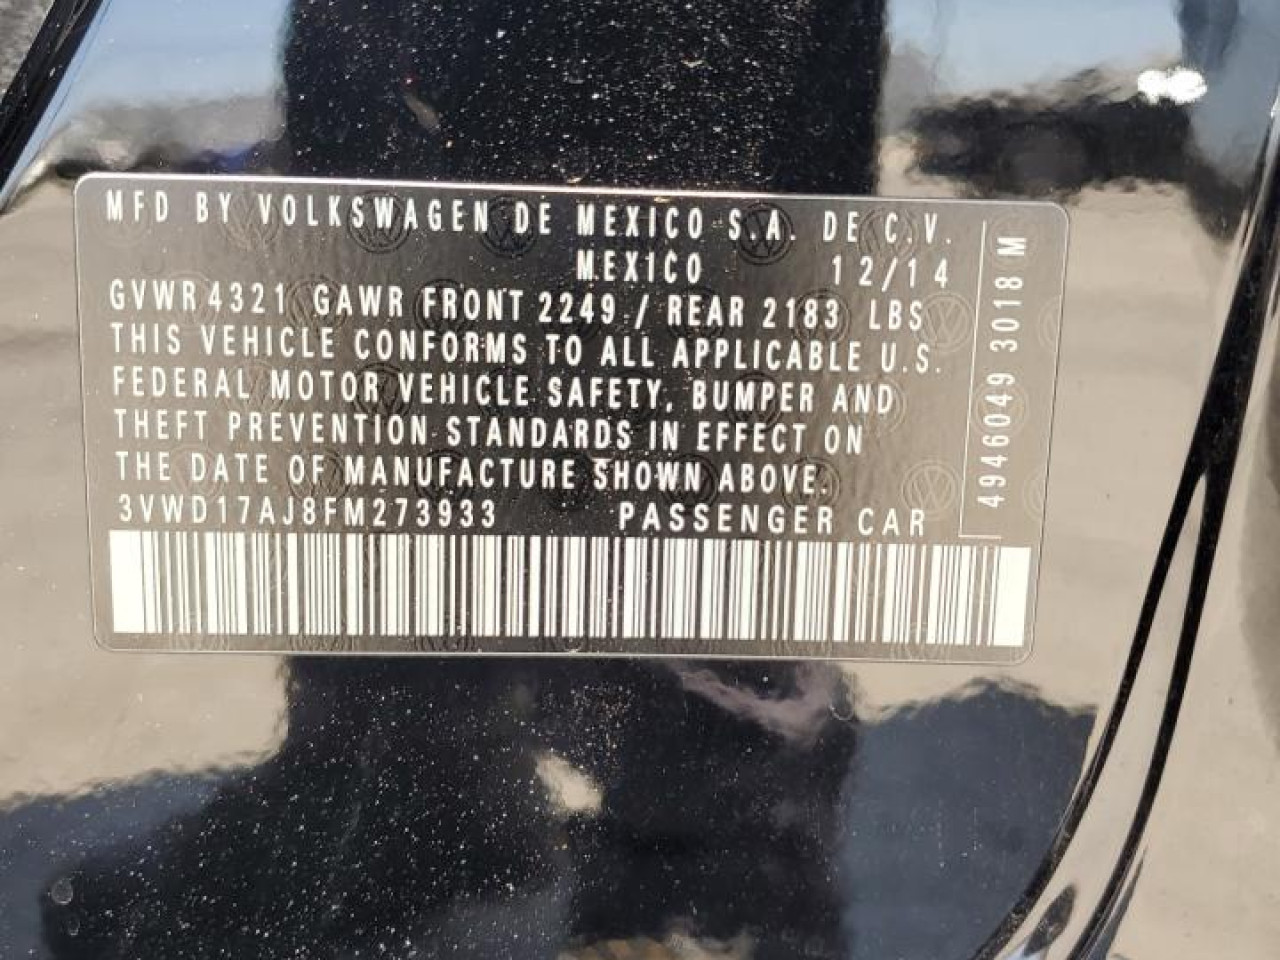 MFD BY VOLKSWAGEN DE MEXICO S.A. DE C.V.
MEXICO 12/14
GVWR 4321 GAWR FRONT 2249 / REAR 2183 LBS
THIS VEHICLE CONFORMS TO ALL APPLICABLE U.S.
FEDERAL MOTOR VEHICLE SAFETY, BUMPER AND
THEFT PREVENTION STANDARDS IN EFFECT ON
THE DATE OF MANUFACTURE SHOWN ABOVE.
3VWD17AJ8FM273933 PASSENGER CAR
4946049 3018 M